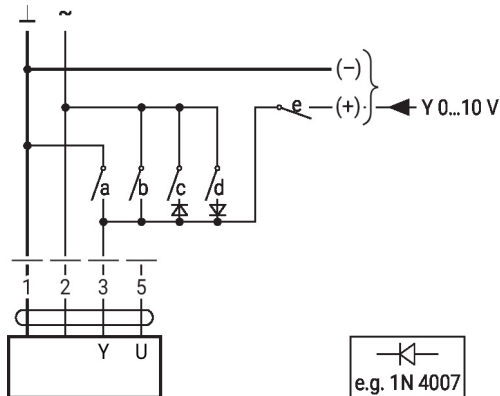 ⊥ ~
(–)
e (+) Y 0...10 V
a b c d
1 2 3 5
Y U
e.g. 1N 4007